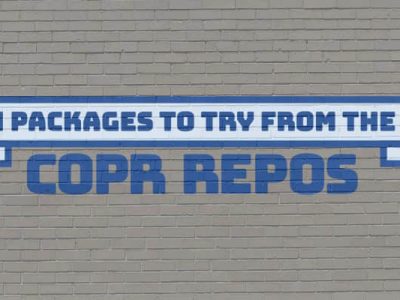 PACKAGES TO TRY FROM THE
COPR REPOS